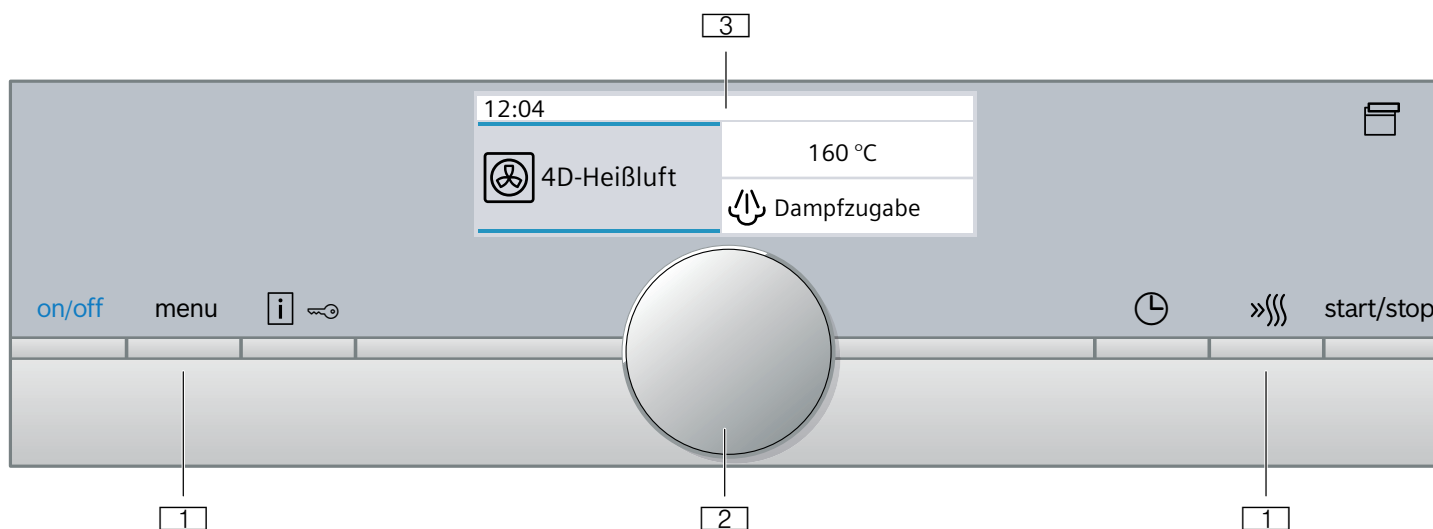 3
12:04
160 °C
4D-Heißluft
Dampfzugabe
on/off menu i start/stop
1 2 1